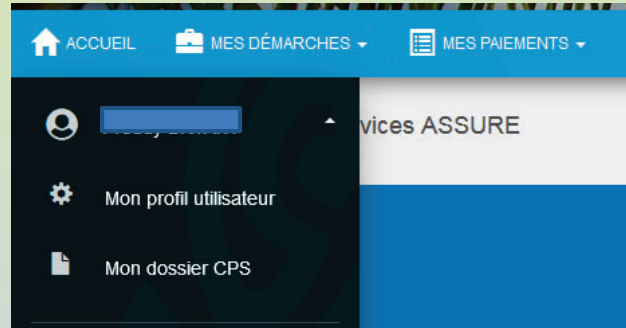 ACCUEIL MES DÉMARCHES MES PAIEMENTS
vices ASSURE
Mon profil utilisateur
Mon dossier CPS